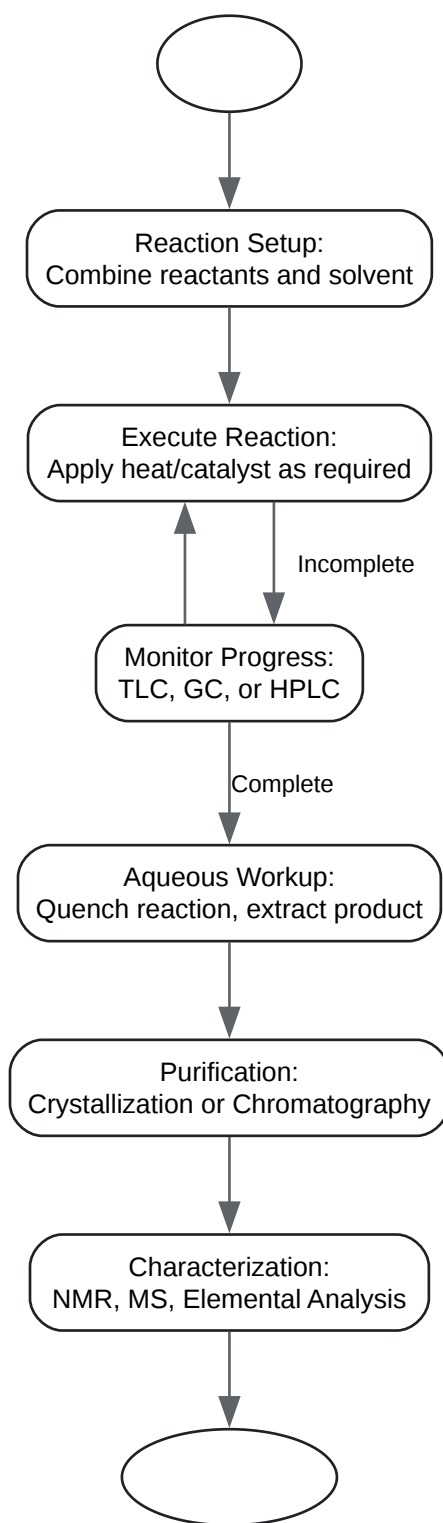 Reaction Setup:
Combine reactants and solvent
Execute Reaction:
Apply heat/catalyst as required
Incomplete
Monitor Progress:
TLC, GC, or HPLC
Complete
Aqueous Workup:
Quench reaction, extract product
Purification:
Crystallization or Chromatography
Characterization:
NMR, MS, Elemental Analysis